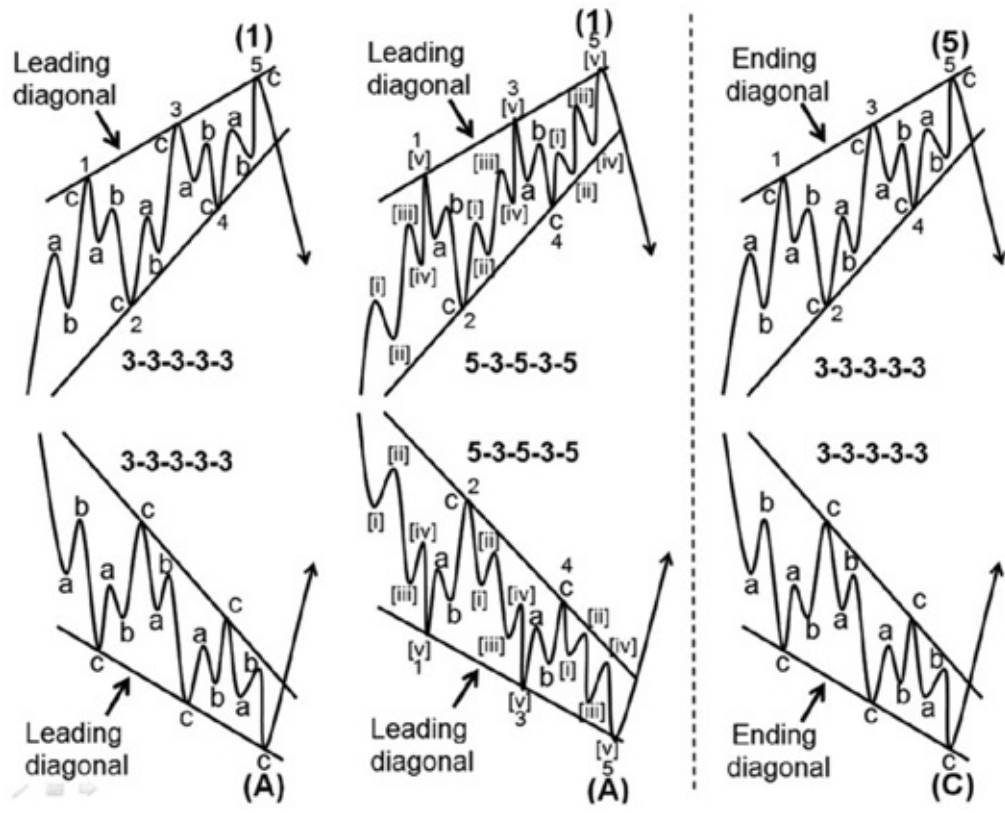 (1)
5
c
Leading
diagonal
3
c
b
a
1
c
b
a
a
b
a
b
a
b
c
4
c
2
3-3-3-3-3
(1)
5
[v]
Leading
diagonal
3
[v]
[iii]
1
[v]
b
[i]
[iii]
a
[iv]
[iii]
b
[i]
[iv]
[ii]
a
c
4
[iv]
[ii]
[i]
c
2
[ii]
5-3-5-3-5
(5)
5
c
Ending
diagonal
3
c
b
a
1
c
b
a
a
b
a
b
a
b
c
4
c
2
3-3-3-3-3
3-3-3-3-3
b
c
a
a
b
b
a
c
c
a
b
b
a
c
c
Leading
diagonal
(A)
5-3-5-3-5
[ii]
c
2
[i]
[iv]
a
[ii]
4
c
[iii]
b
[i]
[iv]
a
[ii]
[v]
1
[iii]
b
[i]
[iv]
[v]
3
[iii]
Leading
diagonal
[v]
5
(A)
3-3-3-3-3
b
c
a
a
b
b
a
c
c
a
b
b
a
c
c
Ending
diagonal
(C)